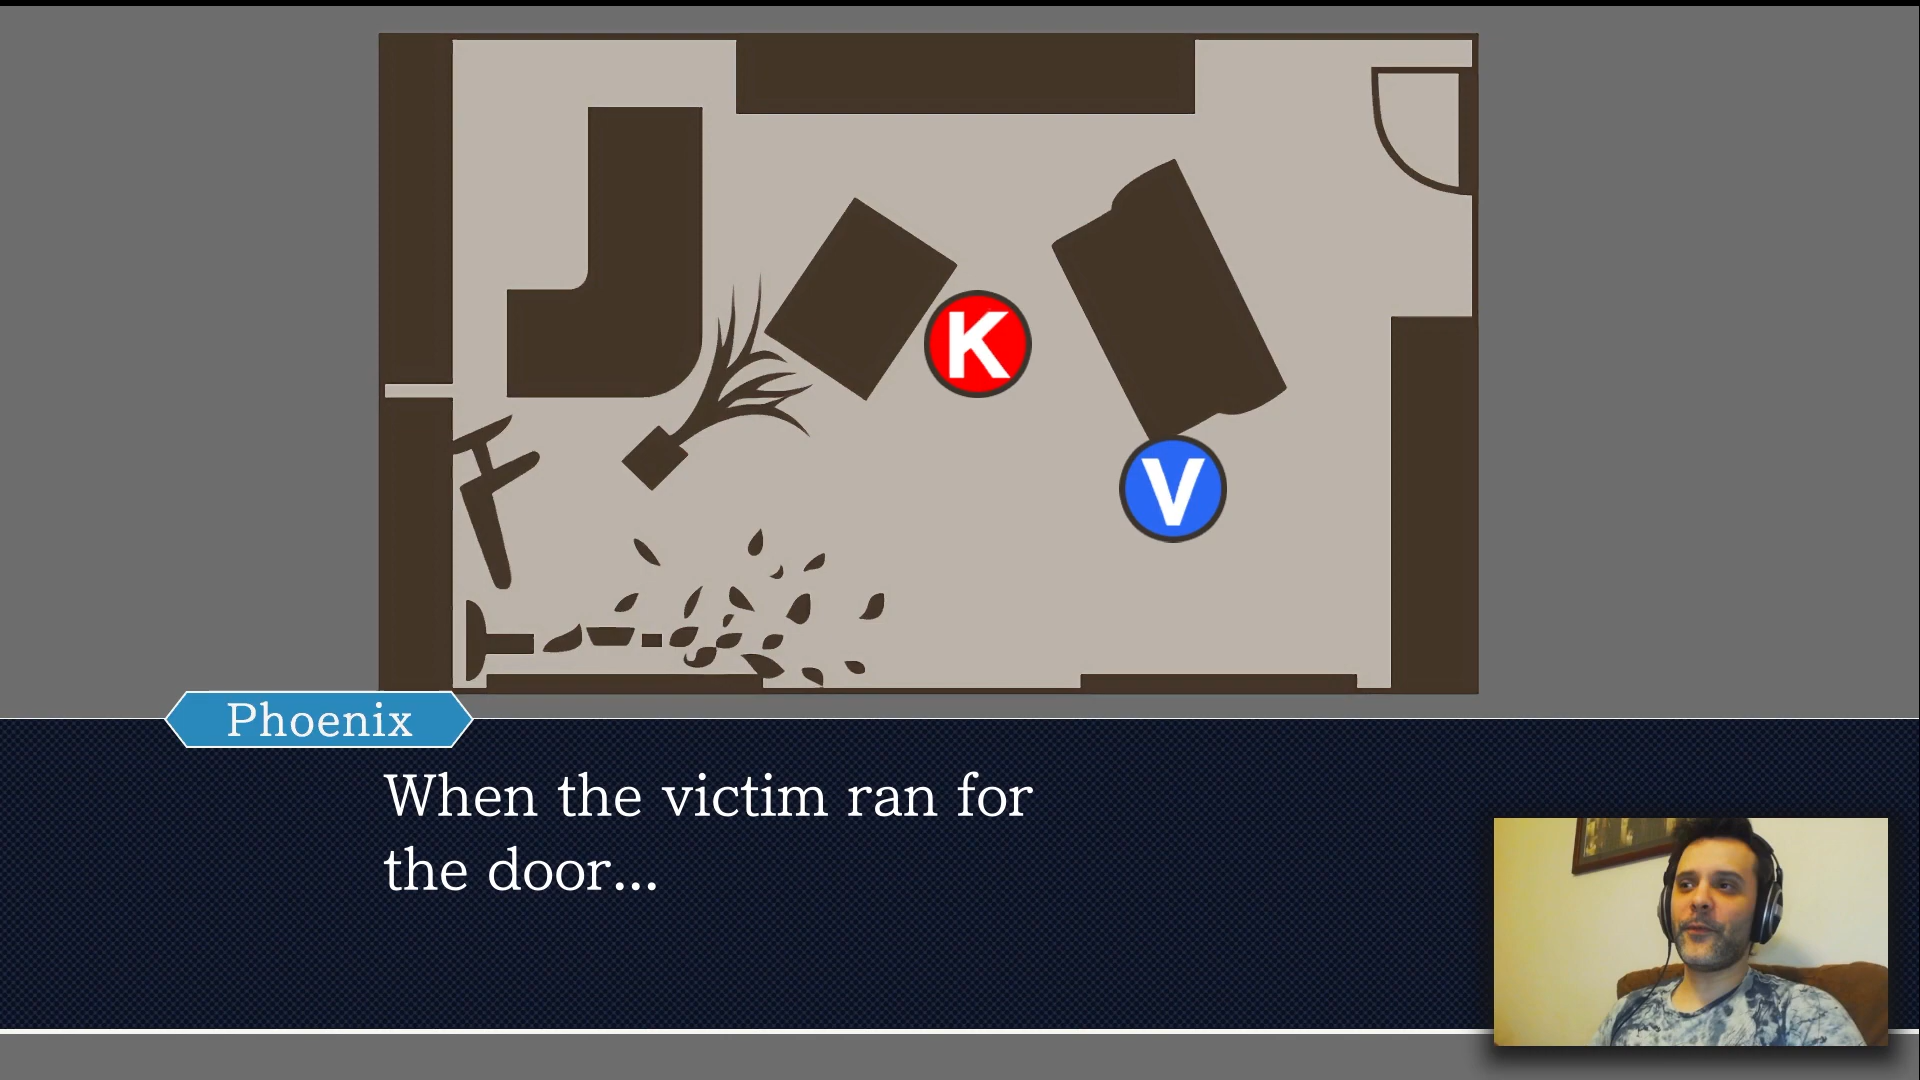 K
V
Phoenix
When the victim ran for
the door...